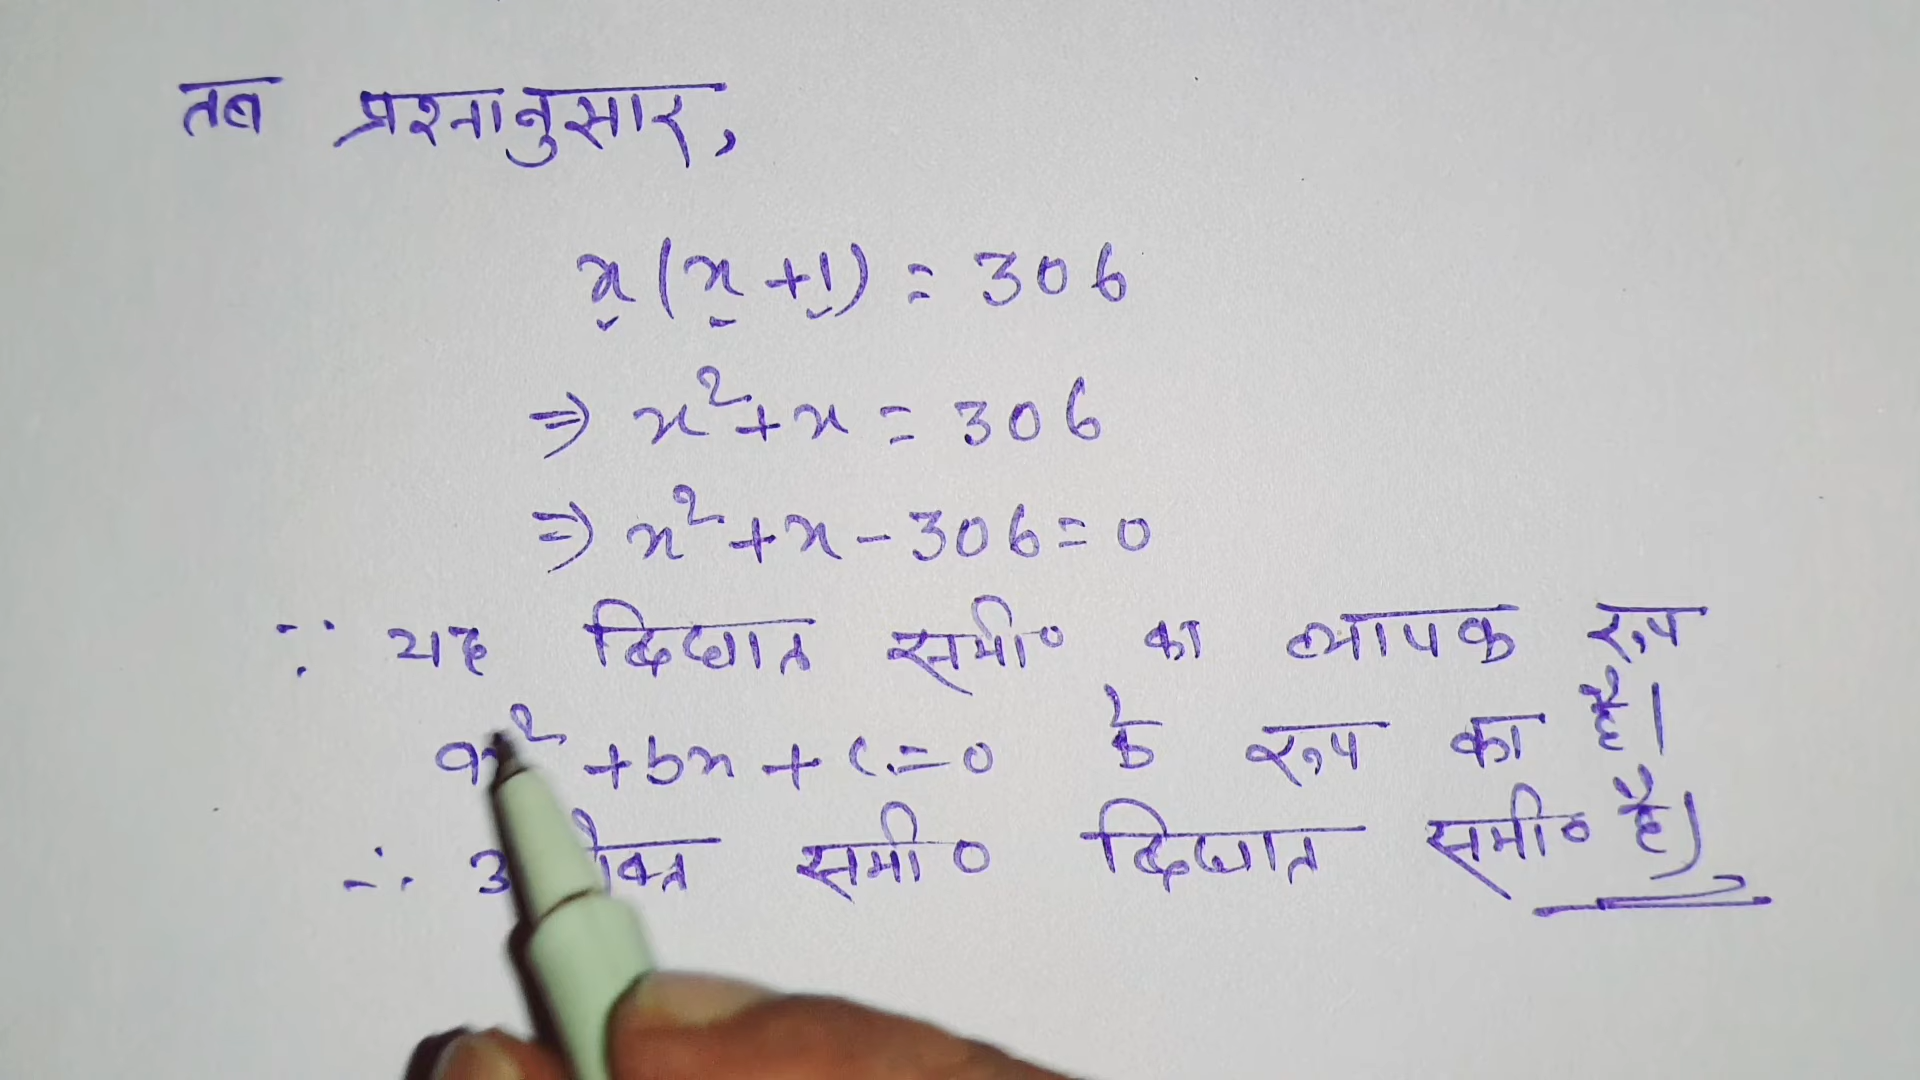 तब प्रश्नानुसार,
x(x+1) = 306
⇒ x²+x = 306
⇒ x²+x-306=0
∵ यह द्विघात समी० का व्यापक रूप
ax²+bx+c=0 के रूप का है।
∴ समी० द्विघात समी० है।